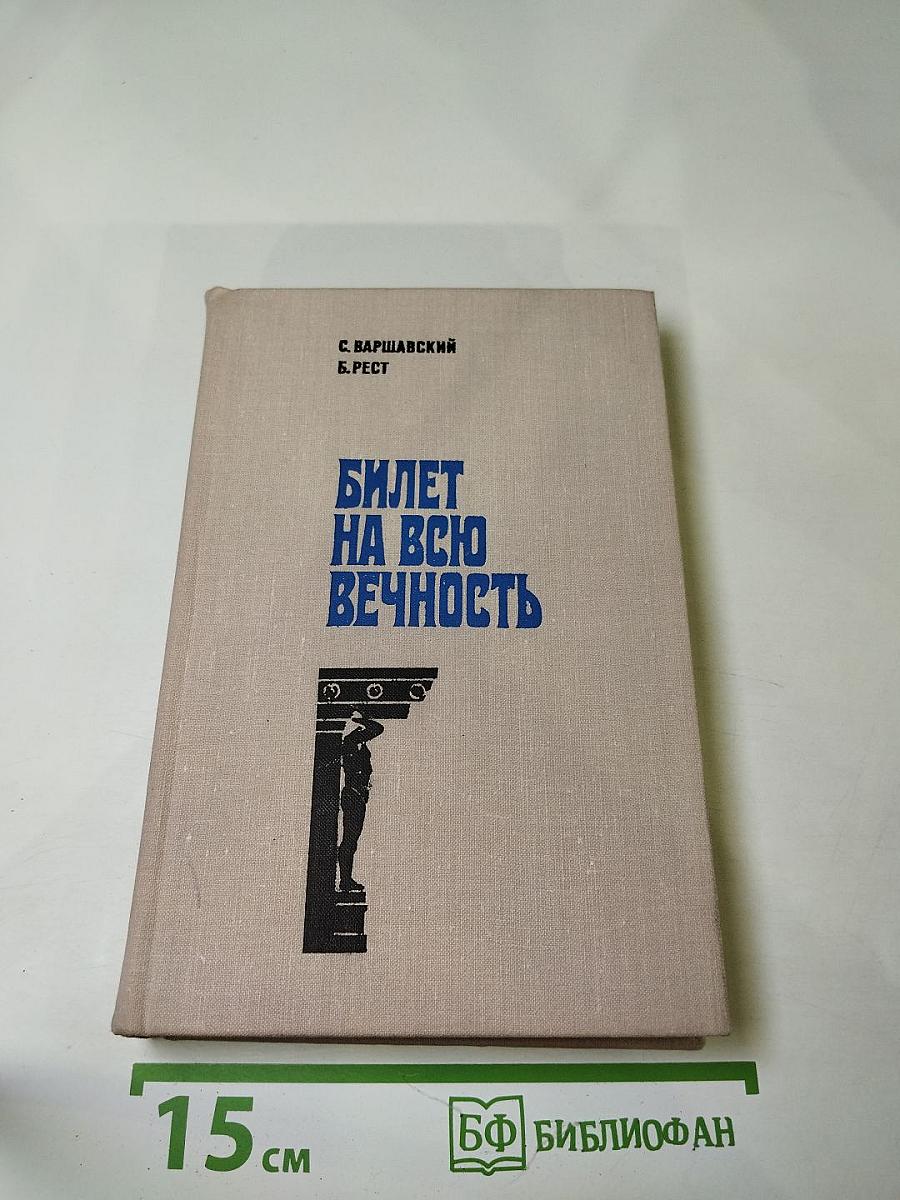 С. ВАРШАВСКИЙ
Б. РЕСТ
БИЛЕТ
НА ВСЮ
ВЕЧНОСТЬ
15 см
БФ БИБЛИОФАН